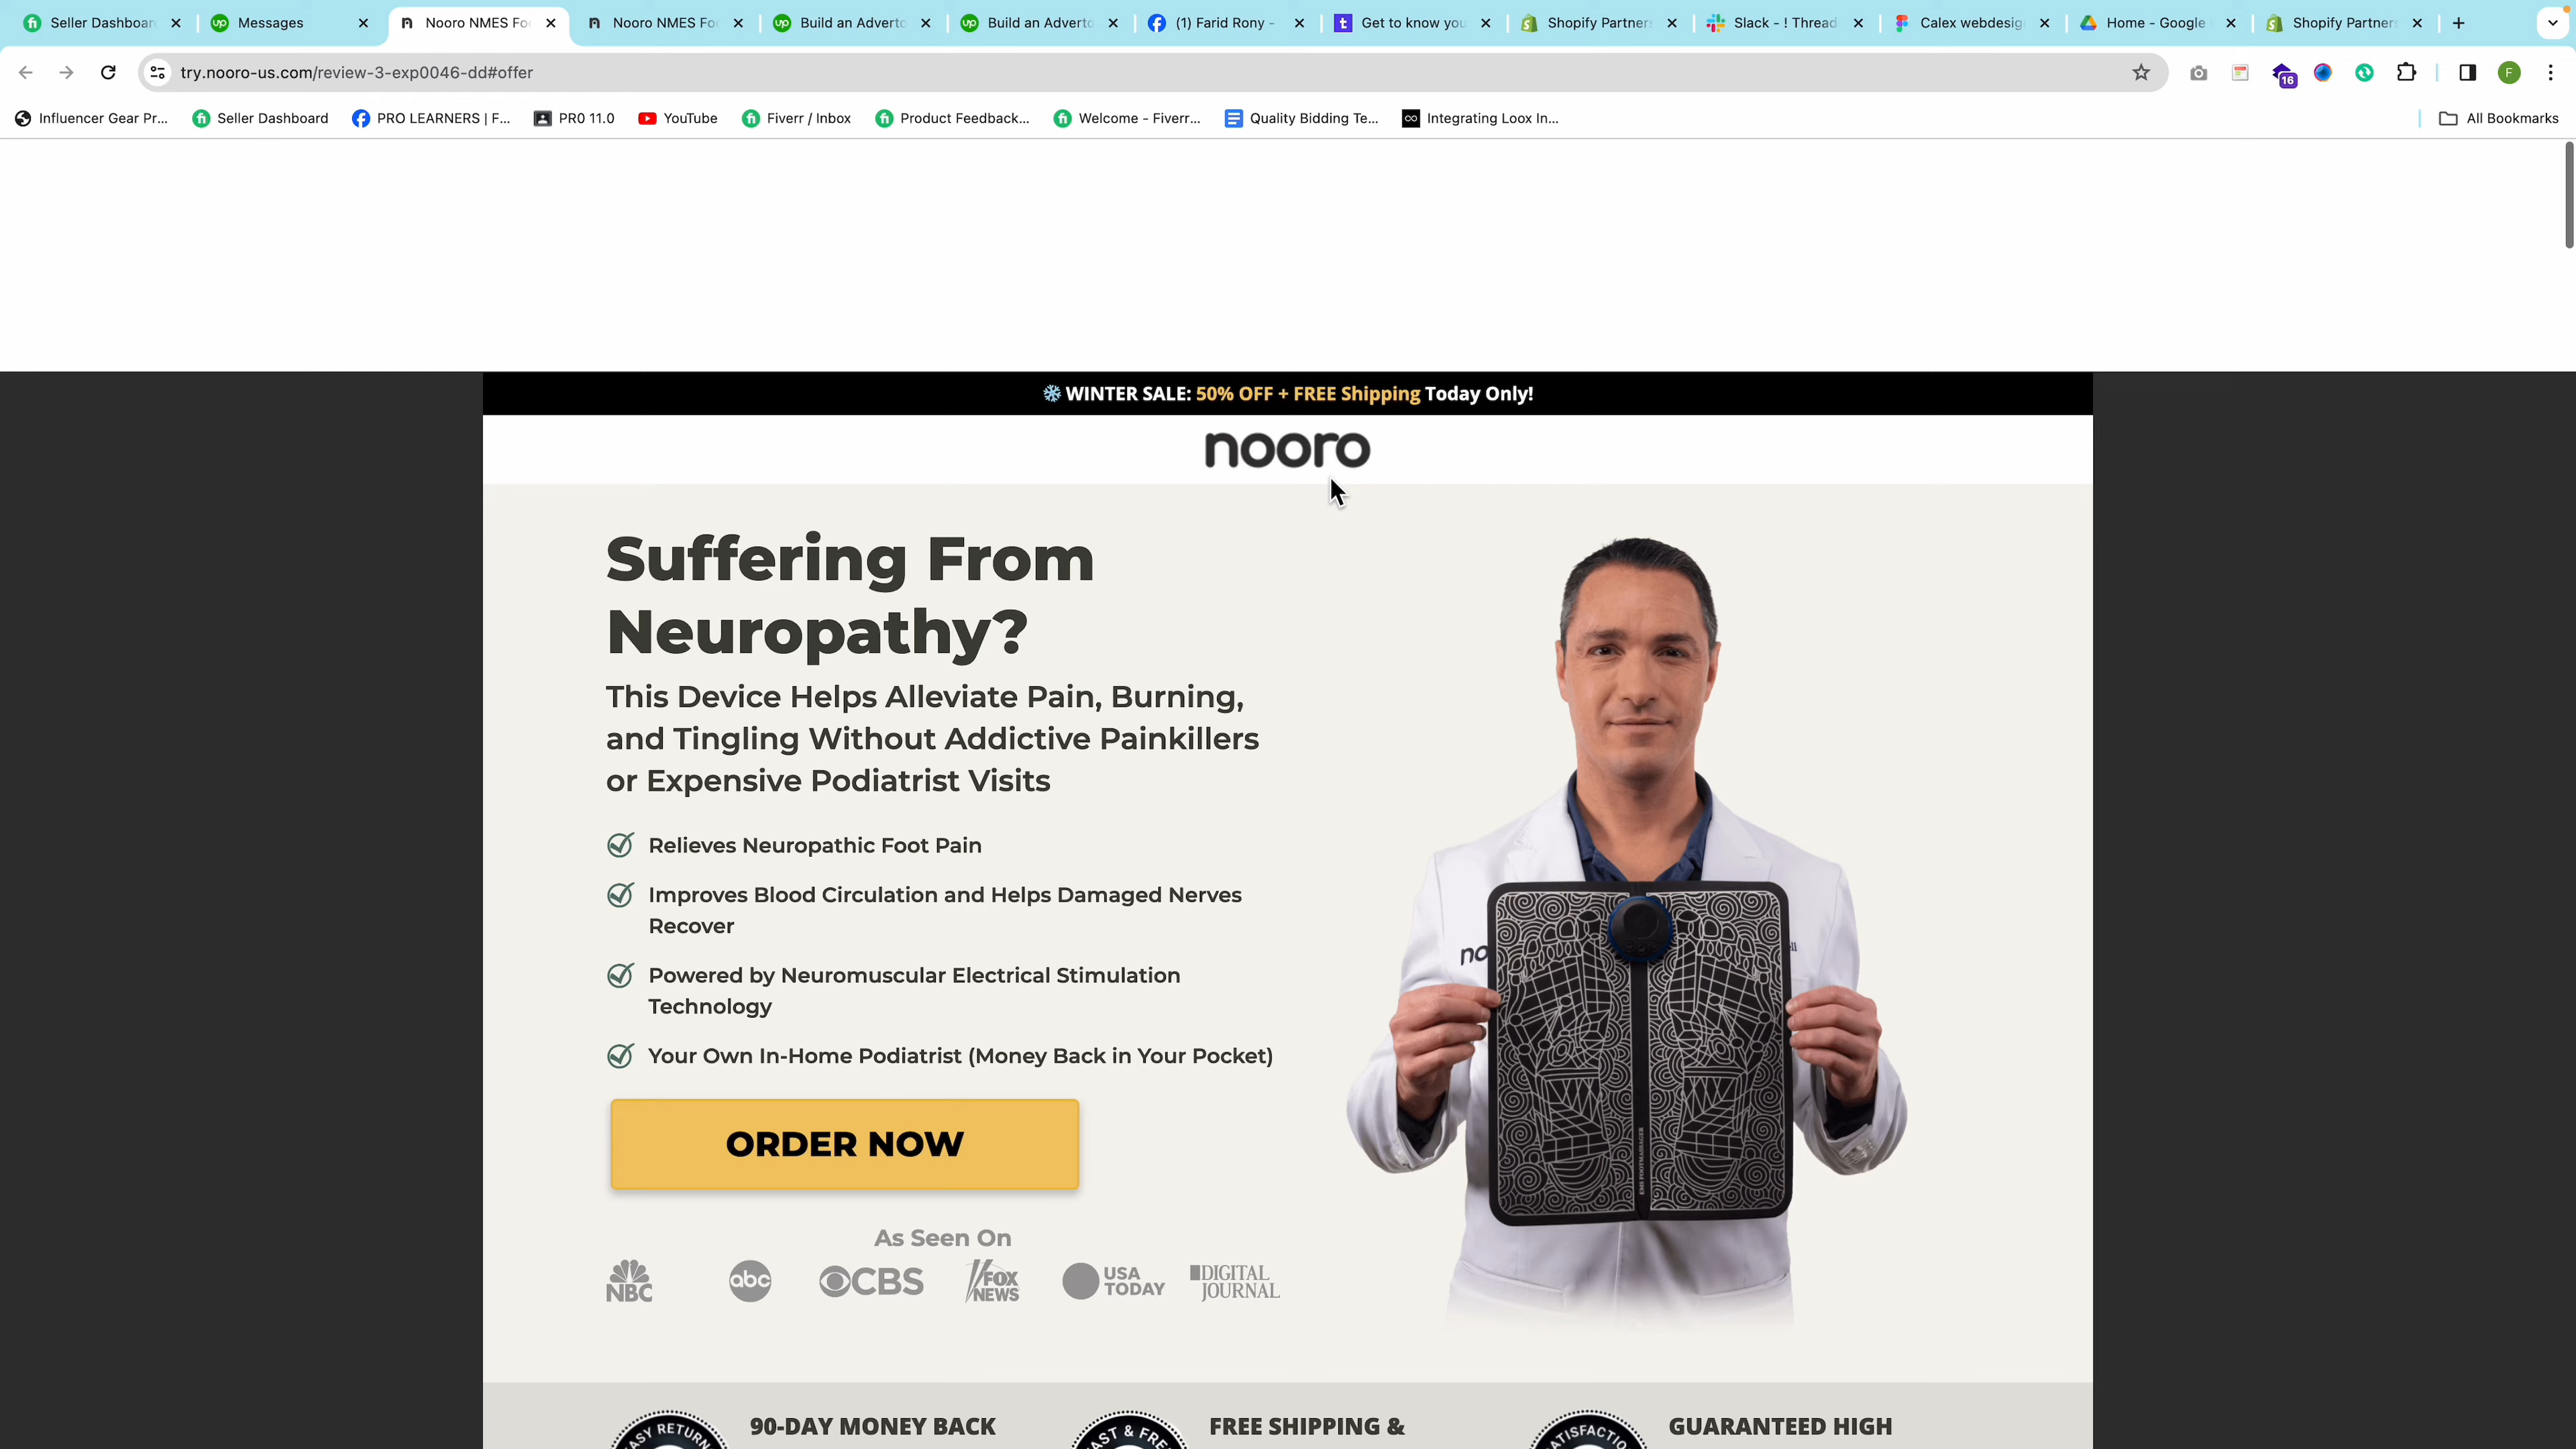 Seller Dashboar
Messages
Nooro NMES Fo
Nooro NMES Fo
Build an Adverto
Build an Adverto
(1) Farid Rony -
Get to know you
Shopify Partner
Slack - ! Thread
Calex webdesig
Home - Google
Shopify Partner
try.nooro-us.com/review-3-exp0046-dd#offer
16
F
Influencer Gear Pr...
Seller Dashboard
PRO LEARNERS | F...
PR0 11.0
YouTube
Fiverr / Inbox
Product Feedback...
Welcome - Fiverr...
Quality Bidding Te...
Integrating Loox In...
All Bookmarks
WINTER SALE: 50% OFF + FREE Shipping Today Only!
nooro
Suffering From
Neuropathy?
This Device Helps Alleviate Pain, Burning,
and Tingling Without Addictive Painkillers
or Expensive Podiatrist Visits
Relieves Neuropathic Foot Pain
Improves Blood Circulation and Helps Damaged Nerves
Recover
Powered by Neuromuscular Electrical Stimulation
Technology
Your Own In-Home Podiatrist (Money Back in Your Pocket)
ORDER NOW
As Seen On
NBC
abc
CBS
FOX
NEWS
USA
TODAY
DIGITAL
JOURNAL
no
EMS FOOTMASSAGER
90-DAY MONEY BACK
FREE SHIPPING &
GUARANTEED HIGH